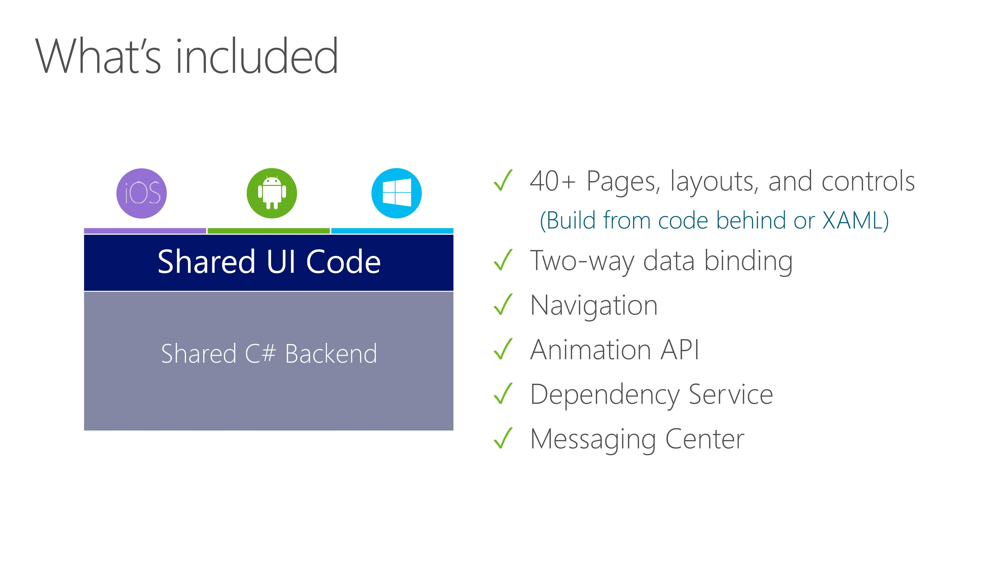 What’s included
iOS
Shared UI Code
Shared C# Backend
✓ 40+ Pages, layouts, and controls
(Build from code behind or XAML)
✓ Two-way data binding
✓ Navigation
✓ Animation API
✓ Dependency Service
✓ Messaging Center